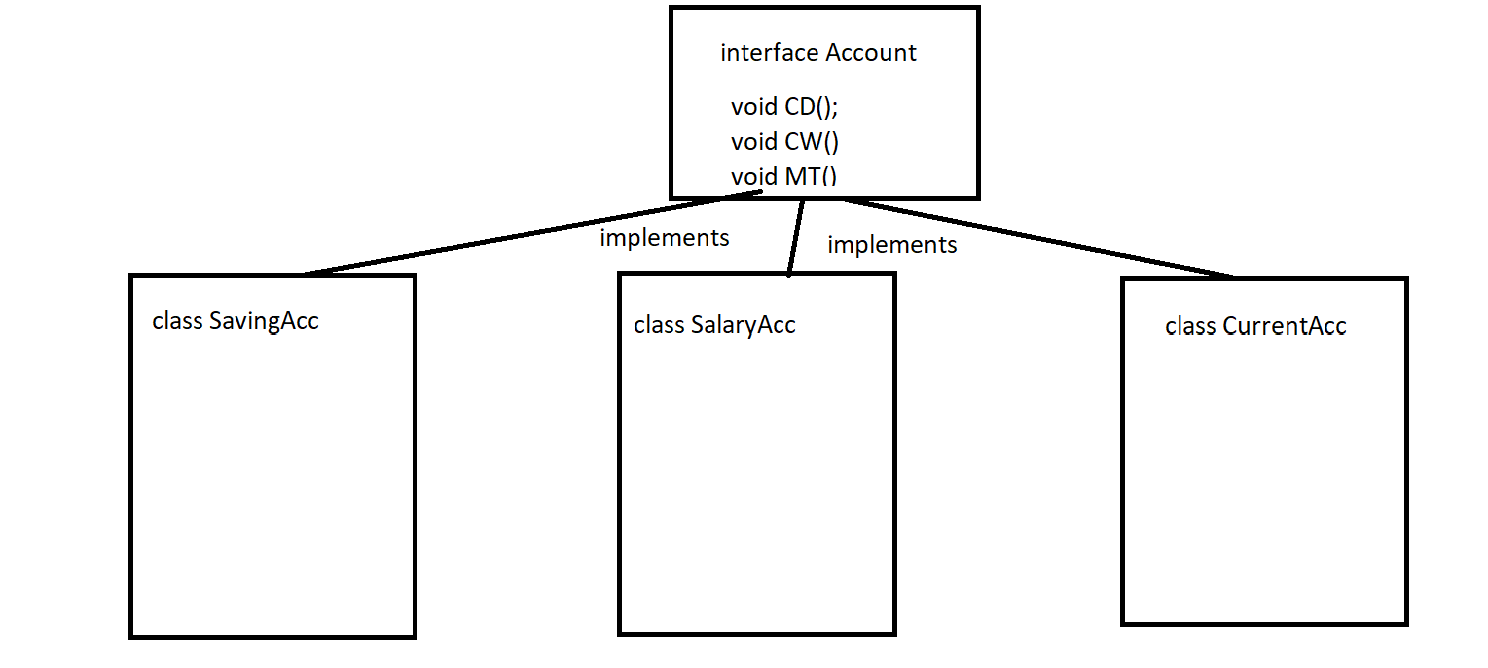 interface Account
void CD();
void CW()
void MT()
implements
implements
class SavingAcc
class SalaryAcc
class CurrentAcc